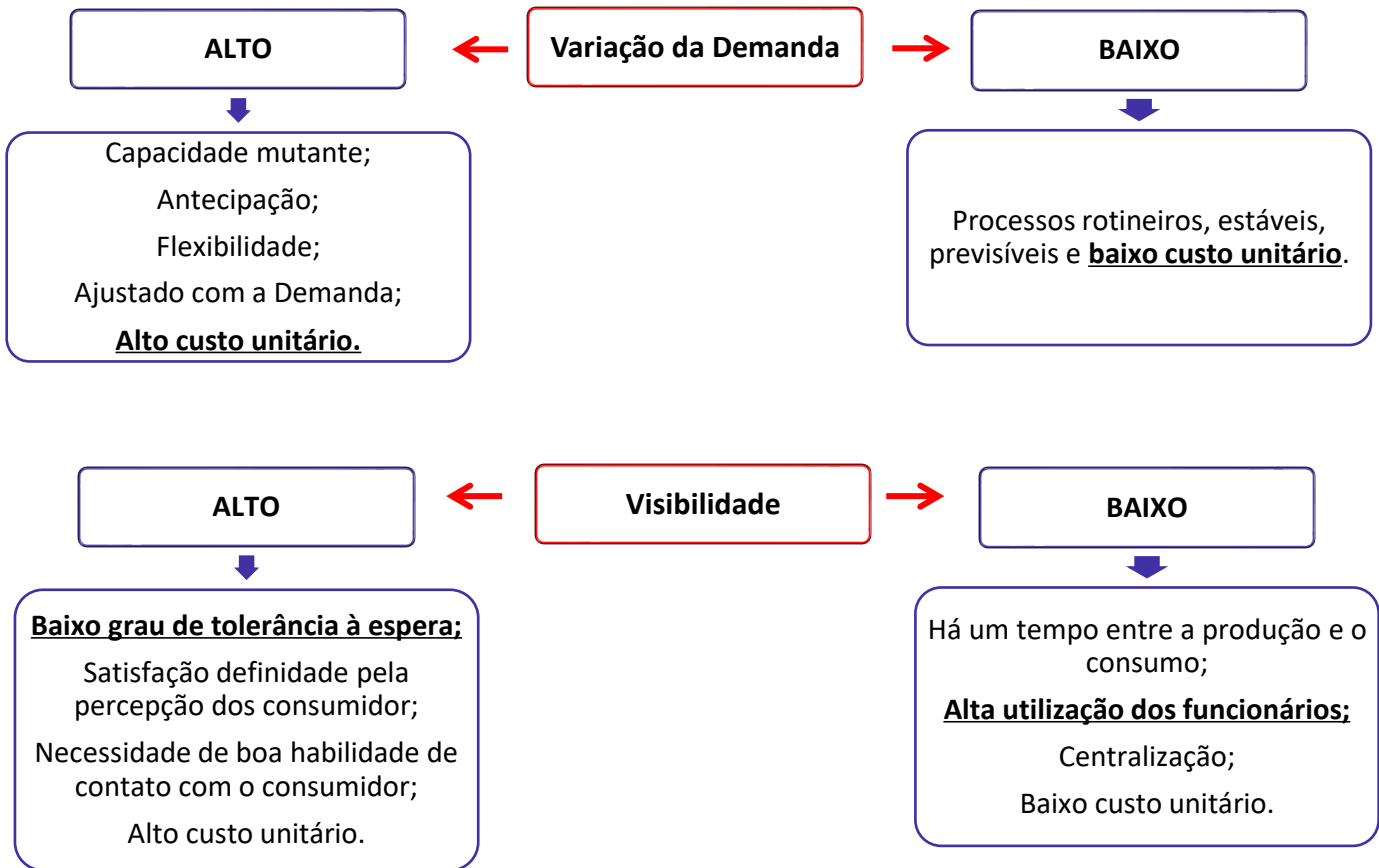 ALTO
Variação da Demanda
BAIXO
Capacidade mutante;
Antecipação;
Flexibilidade;
Ajustado com a Demanda;
Alto custo unitário.
Processos rotineiros, estáveis,
previsíveis e baixo custo unitário.
ALTO
Visibilidade
BAIXO
Baixo grau de tolerância à espera;
Satisfação definidade pela
percepção dos consumidor;
Necessidade de boa habilidade de
contato com o consumidor;
Alto custo unitário.
Há um tempo entre a produção e o
consumo;
Alta utilização dos funcionários;
Centralização;
Baixo custo unitário.